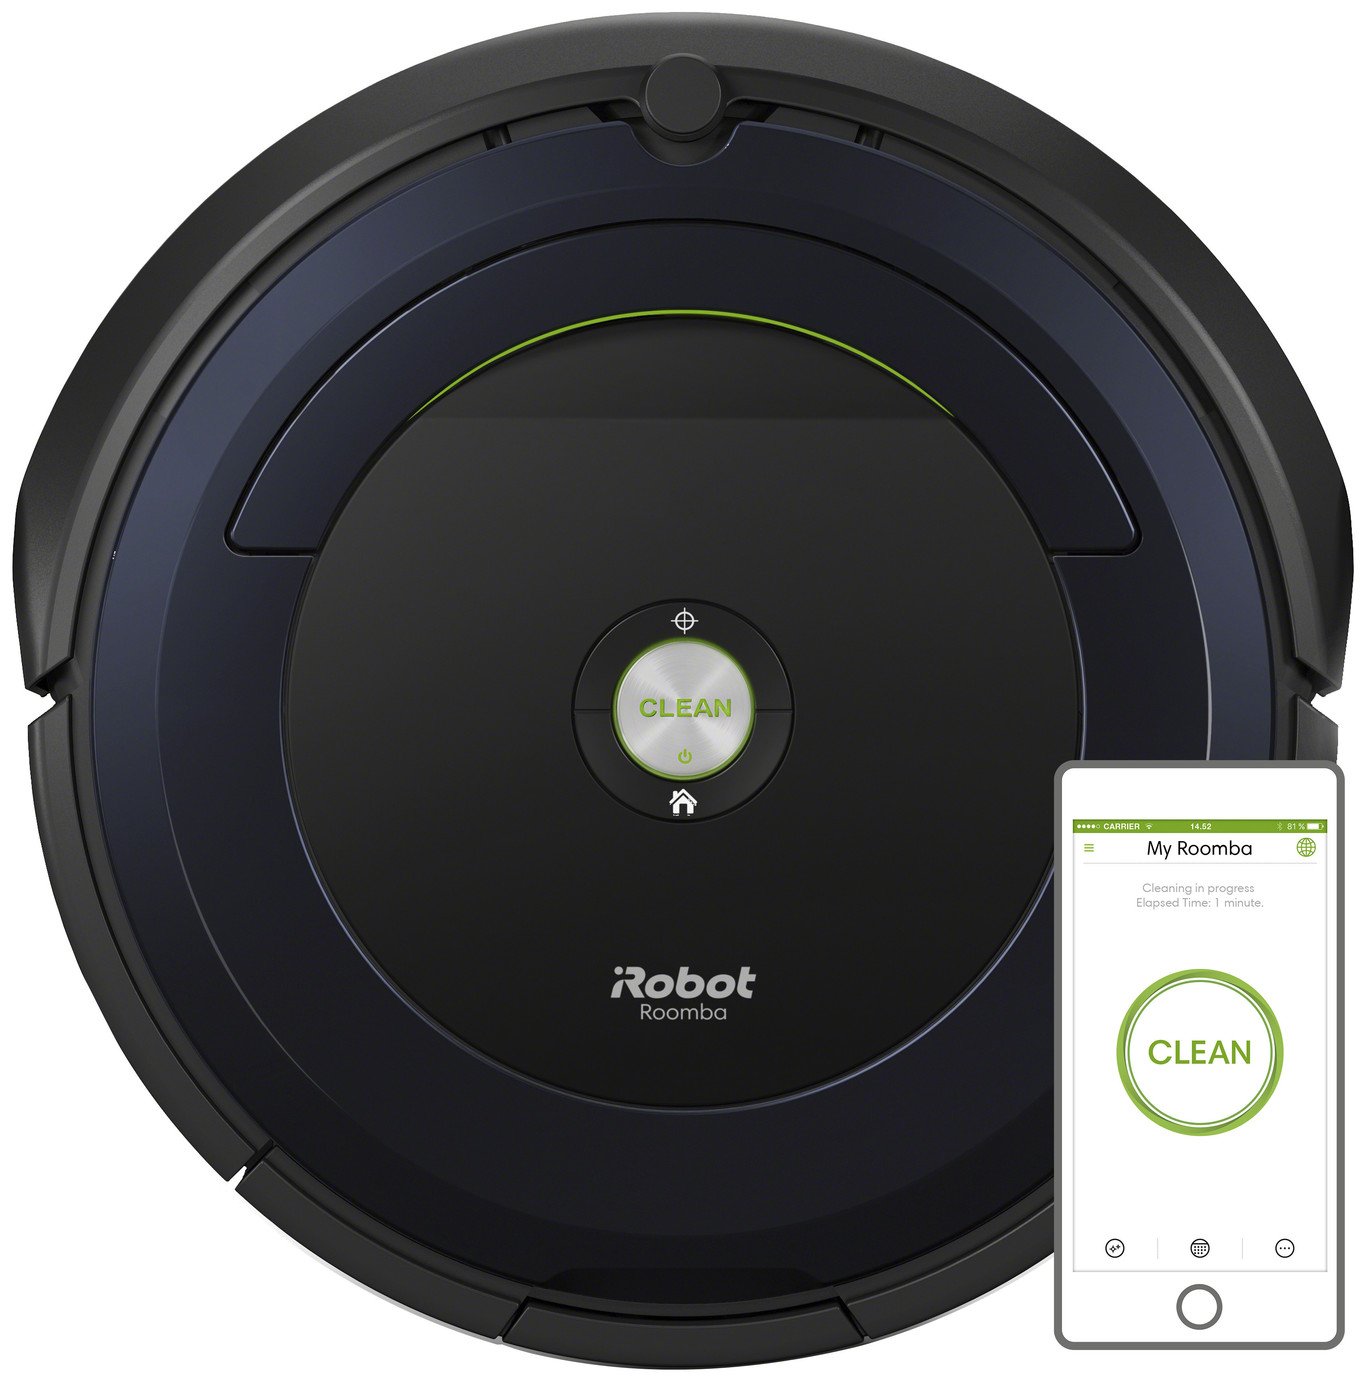 CLEAN
iRobot
Roomba
CARRIER 14.52 81%
My Roomba
Cleaning in progress
Elapsed Time: 1 minute.
CLEAN